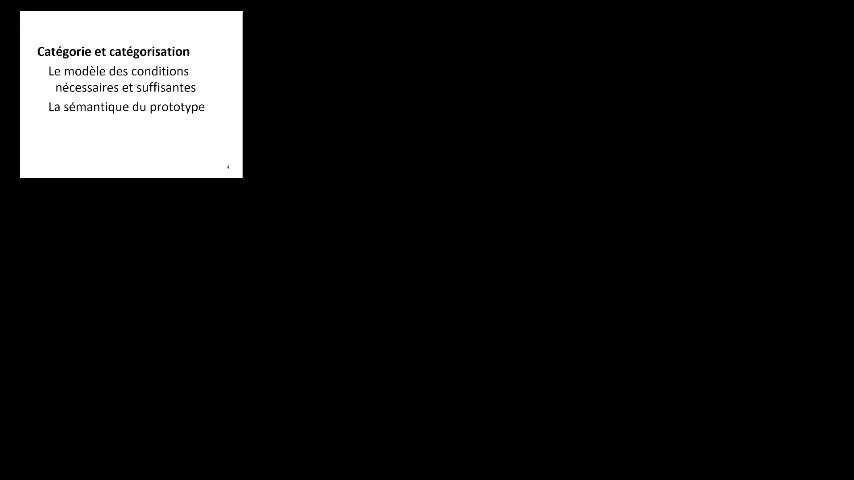 Catégorie et catégorisation
Le modèle des conditions
nécessaires et suffisantes
La sémantique du prototype